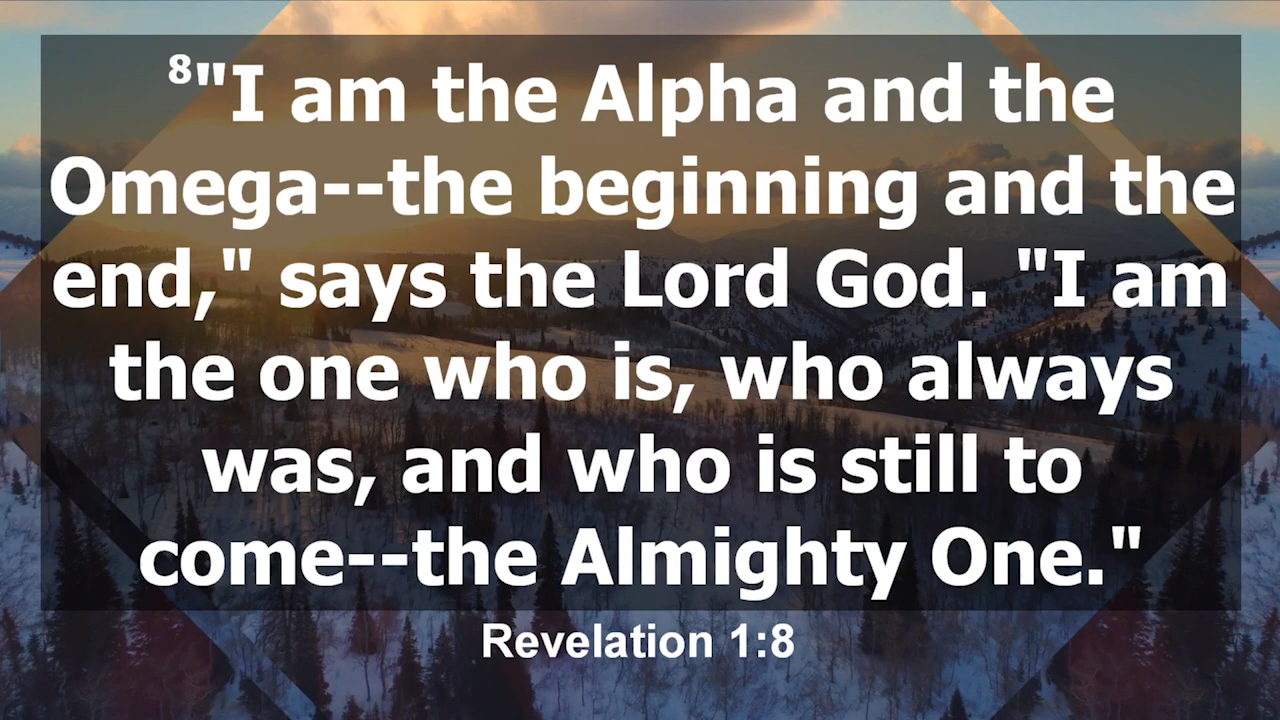 ⁸"I am the Alpha and the
Omega--the beginning and the
end," says the Lord God. "I am
the one who is, who always
was, and who is still to
come--the Almighty One."
Revelation 1:8